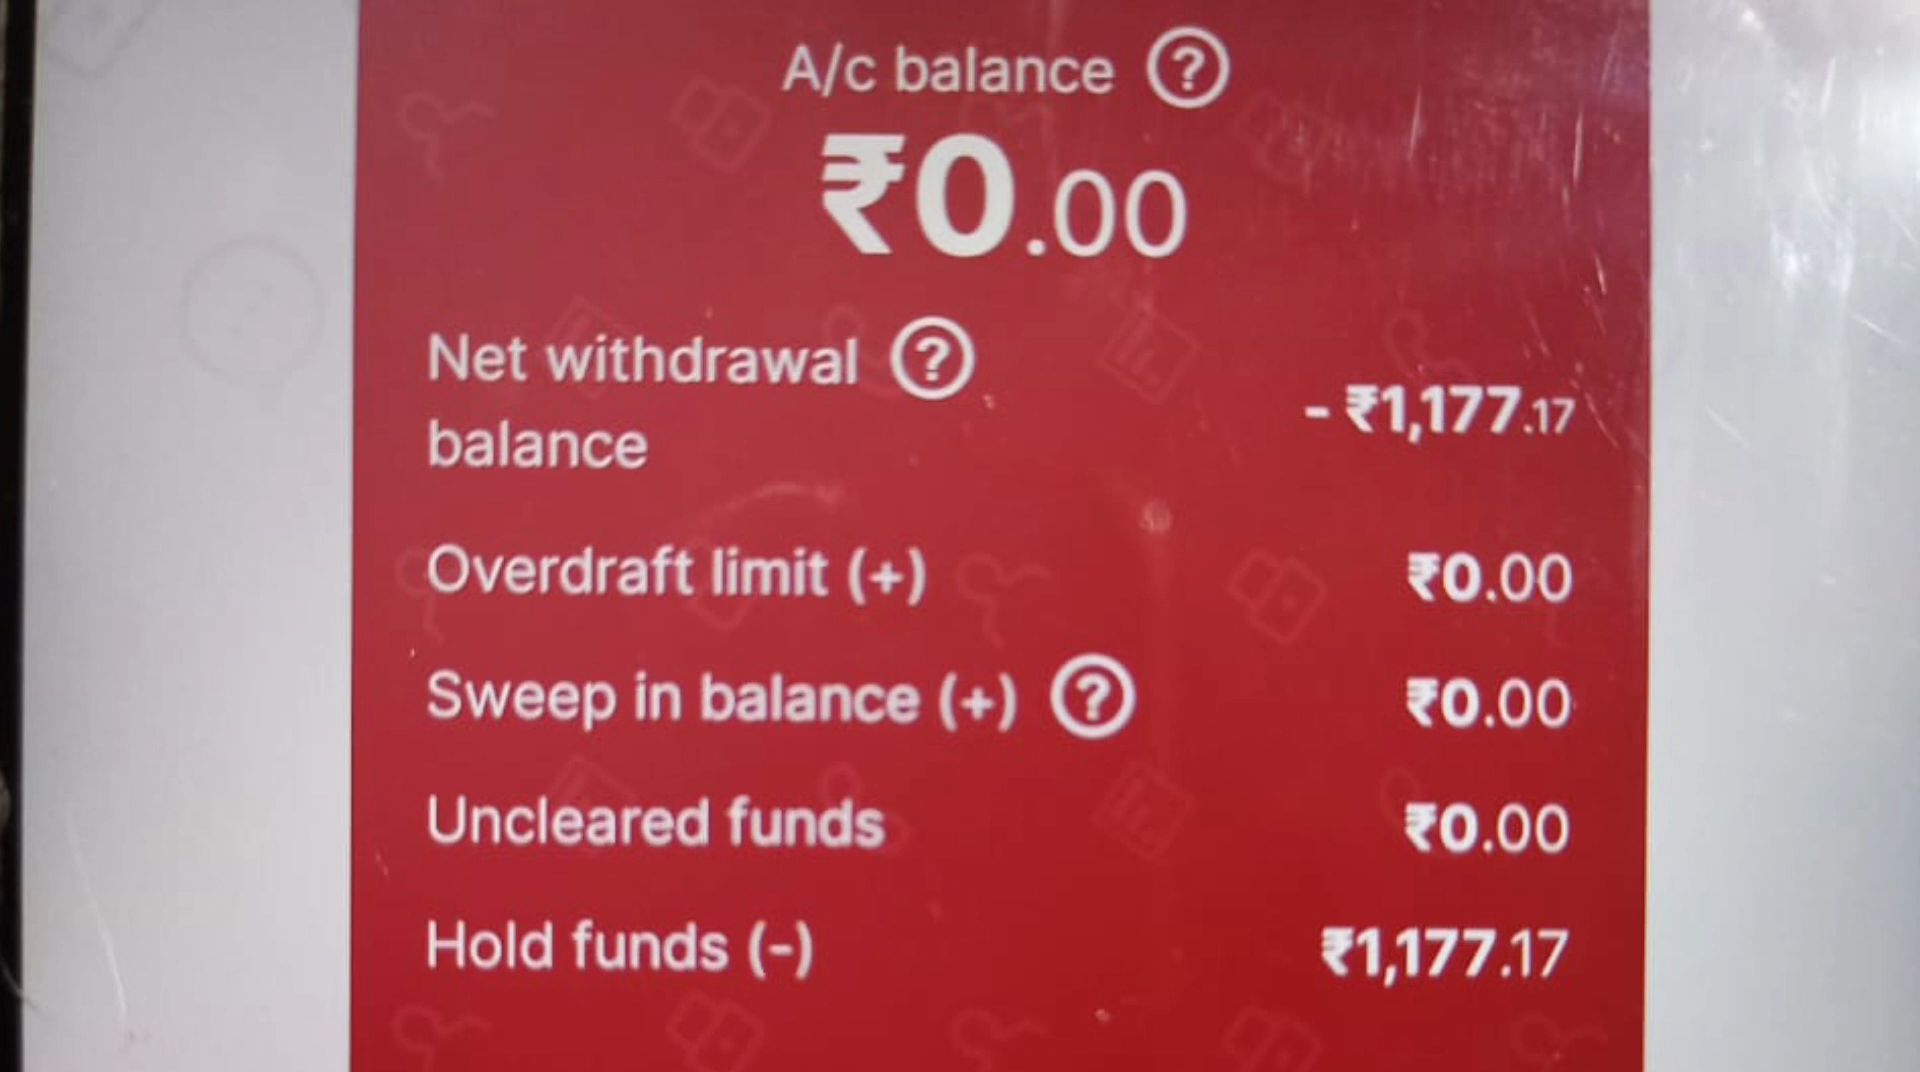 A/c balance ?
₹0.00
Net withdrawal ?
balance
- ₹1,177.17
Overdraft limit (+) ₹0.00
Sweep in balance (+) ? ₹0.00
Uncleared funds ₹0.00
Hold funds (-) ₹1,177.17